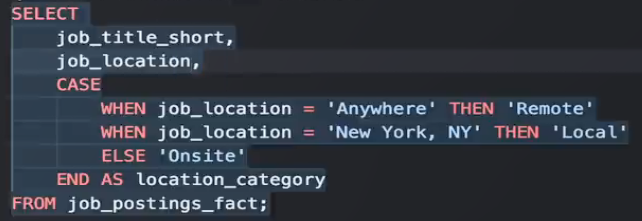 SELECT
    job_title_short,
    job_location,
    CASE
        WHEN job_location = 'Anywhere' THEN 'Remote'
        WHEN job_location = 'New York, NY' THEN 'Local'
        ELSE 'Onsite'
    END AS location_category
FROM job_postings_fact;